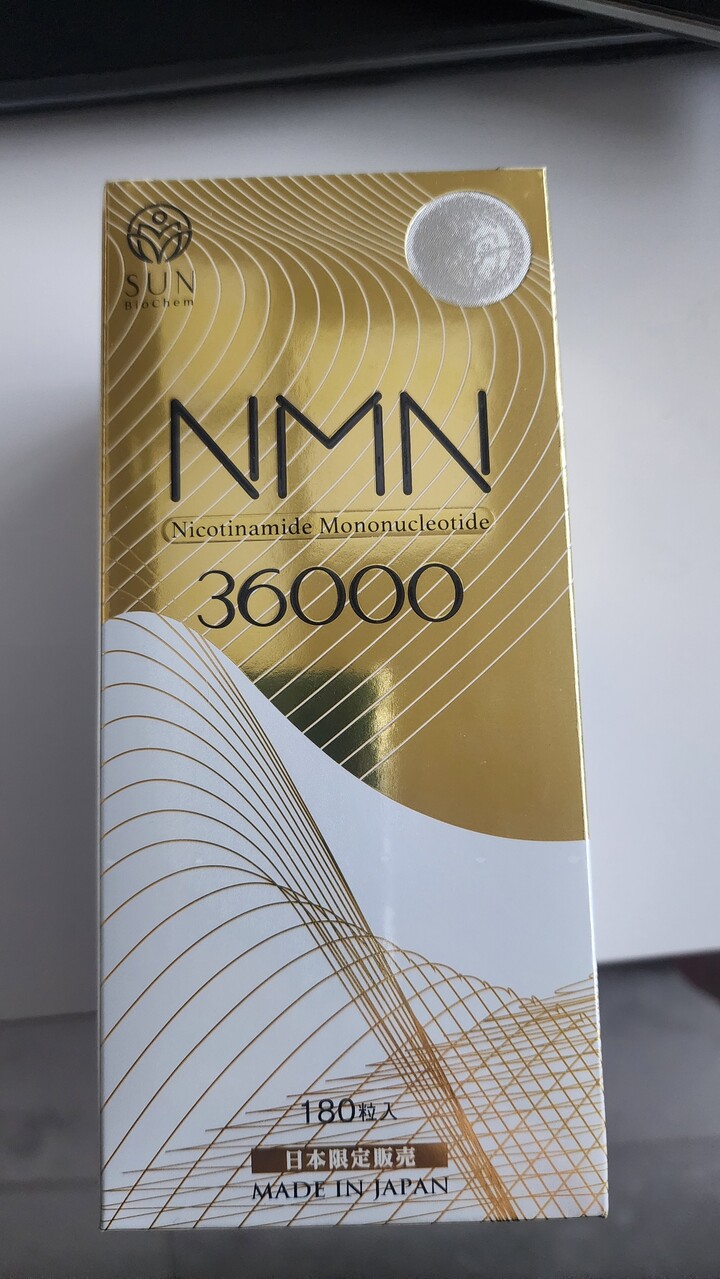 SUN
BioChem
NMN
Nicotinamide Mononucleotide
36000
180粒入
日本限定販売
MADE IN JAPAN